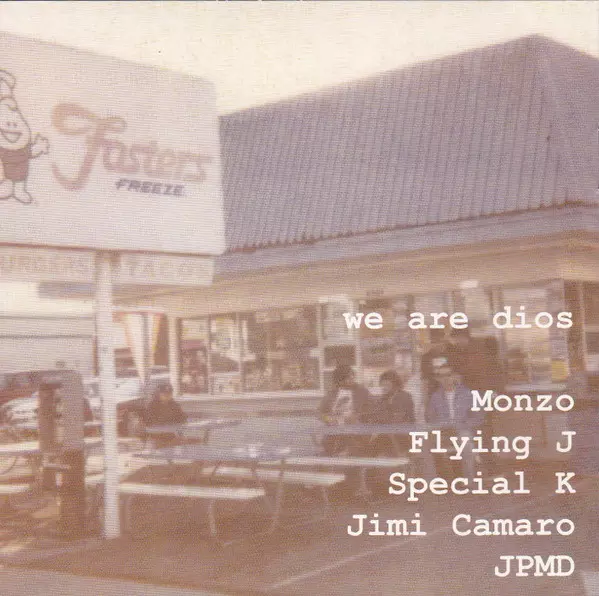 Fosters
FREEZE
BURGERS TACOS
we are dios
Monzo
Flying J
Special K
Jimi Camaro
JPMD